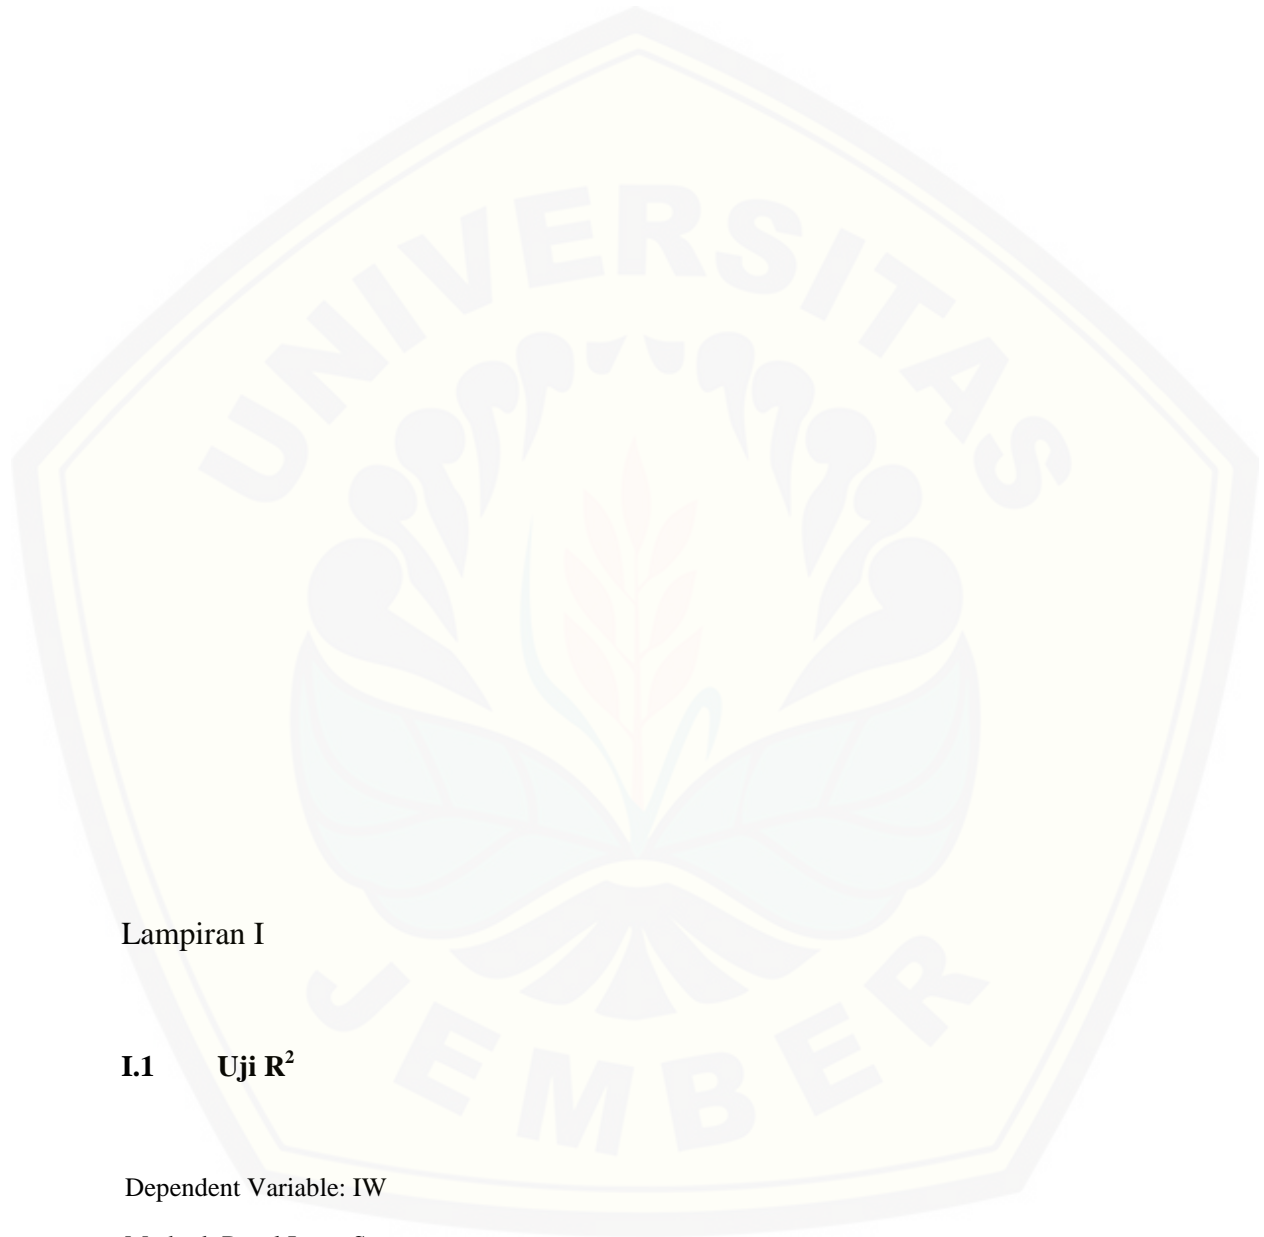 UNIVERSITAS
Lampiran I
JEMBER
I.1 Uji R²
Dependent Variable: IW